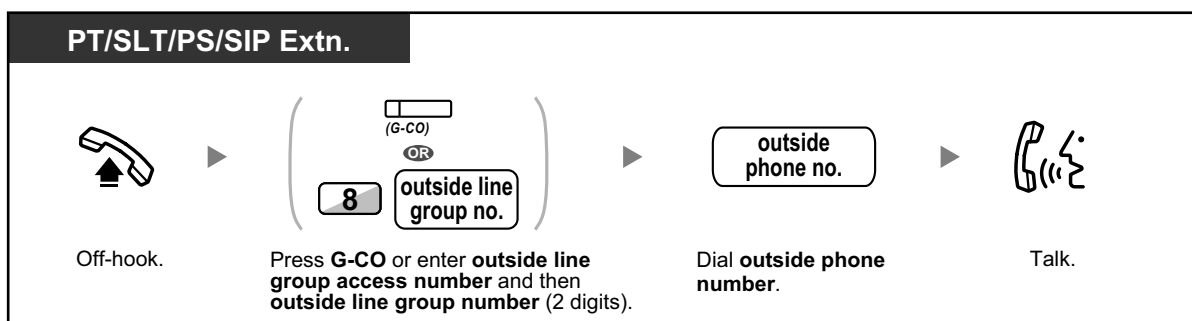 PT/SLT/PS/SIP Extn.
(G-CO)
OR
8
outside line
group no.
outside
phone no.
Off-hook.
Press G-CO or enter outside line
group access number and then
outside line group number (2 digits).
Dial outside phone
number.
Talk.